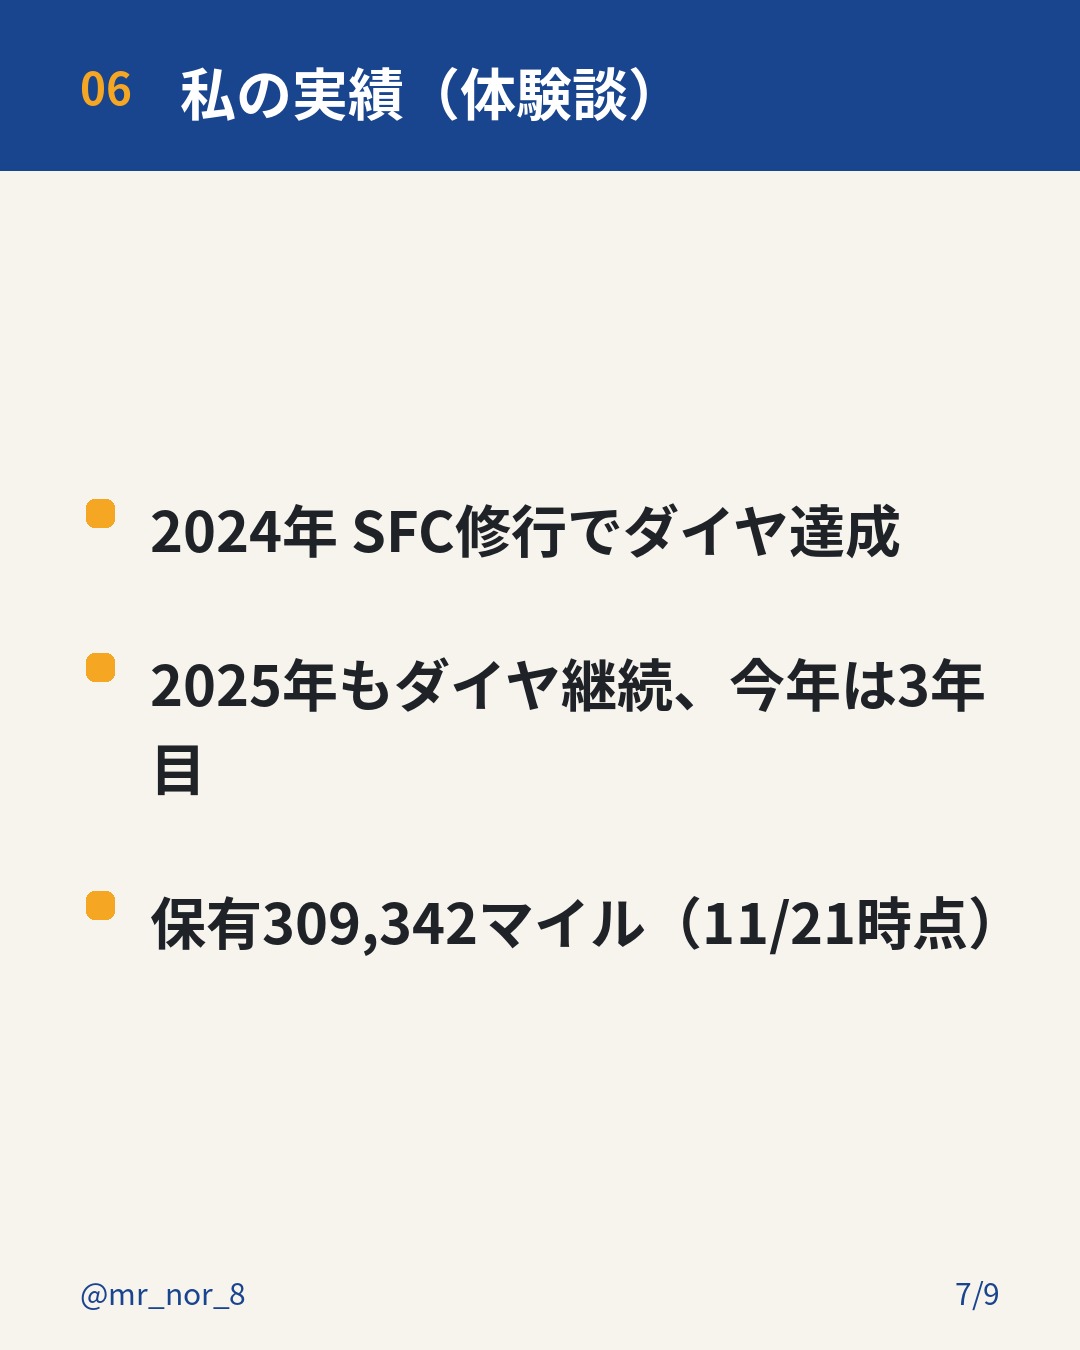 06 私の実績（体験談）
2024年 SFC修行でダイヤ達成
2025年もダイヤ継続、今年は3年
目
保有309,342マイル（11/21時点）
@mr_nor_8
7/9